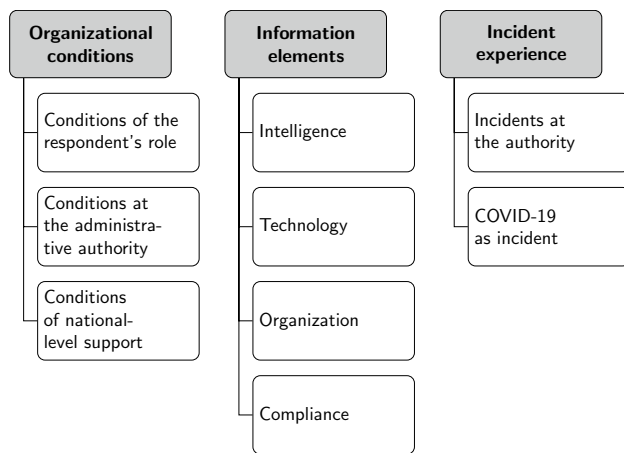 Organizational
conditions
Conditions of the
respondent's role
Conditions at
the administra-
tive authority
Conditions
of national-
level support
Information
elements
Intelligence
Technology
Organization
Compliance
Incident
experience
Incidents at
the authority
COVID-19
as incident